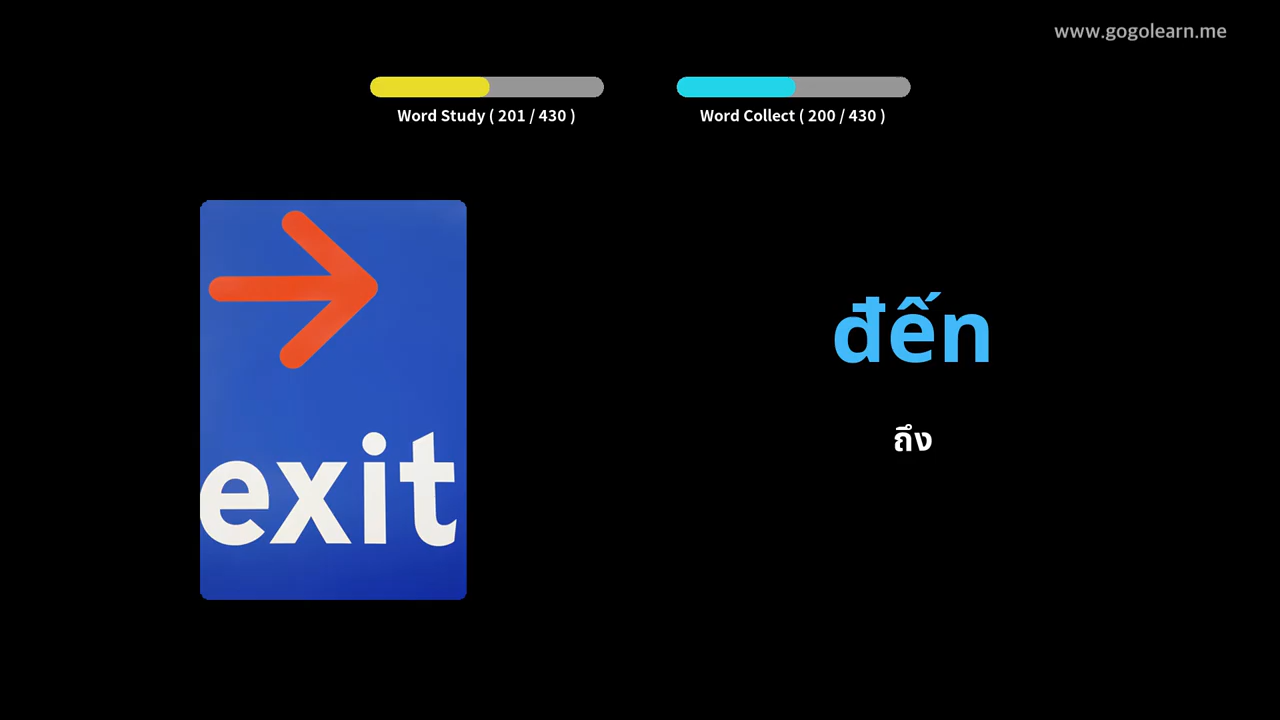 www.gogolearn.me
Word Study ( 201 / 430 )
Word Collect ( 200 / 430 )
exit
đến
ถึง